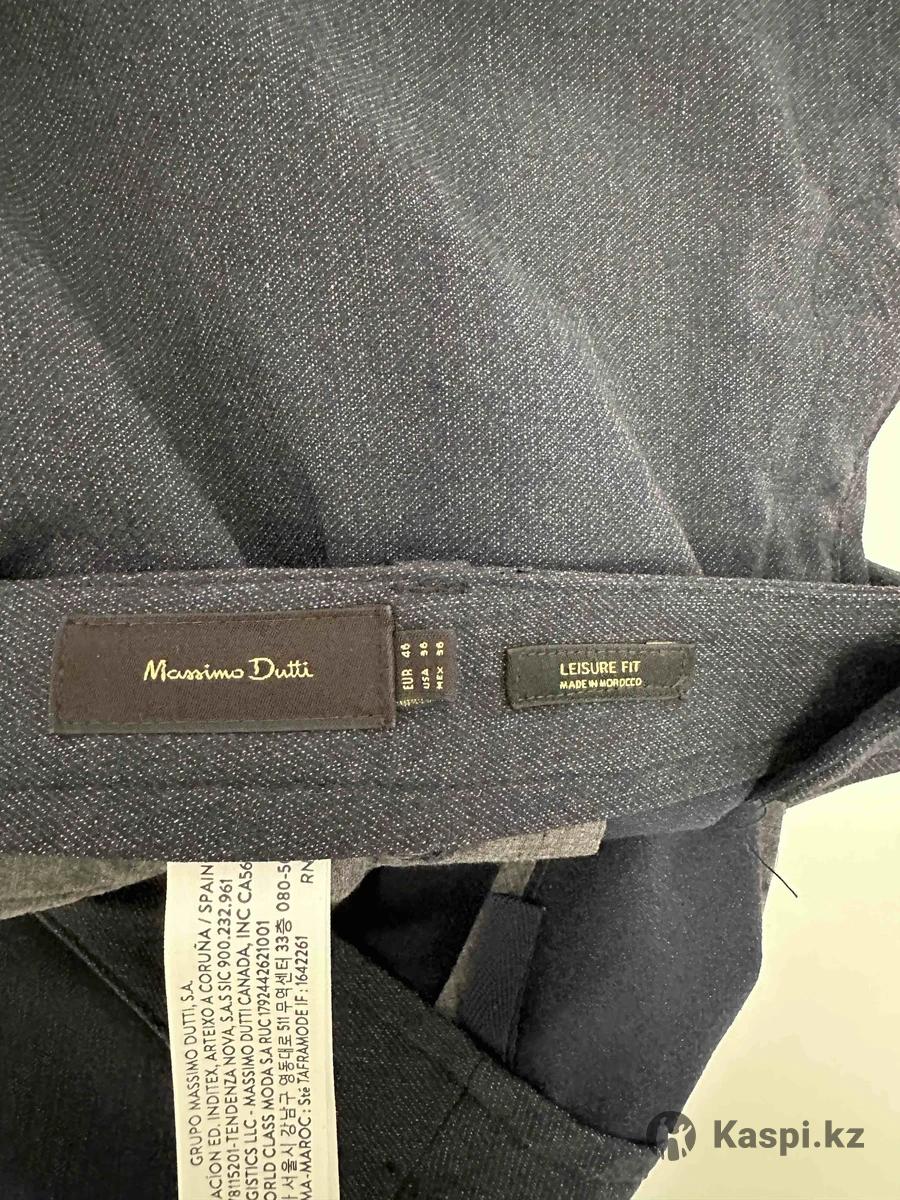 Massimo Dutti
EUR 46
USA 36
MEX 36
LEISURE FIT
MADE IN MOROCCO
GRUPO MASSIMO DUTTI, S.A.
ED. INDITEX, ARTEIXO A CORUÑA / SPAIN
78115201-TENDENZA NOVA, S.A.S SIC 900.232.961
LLC - MASSIMO DUTTI CANADA, INC CA56
WORLD CLASS MODA S.A RUC 1792442621001
서울시 강남구 영동대로 511 무역센터 33층 080-5
MA-MAROC : Sté TAFRAMODE IF : 1642261
RN
Kaspi.kz